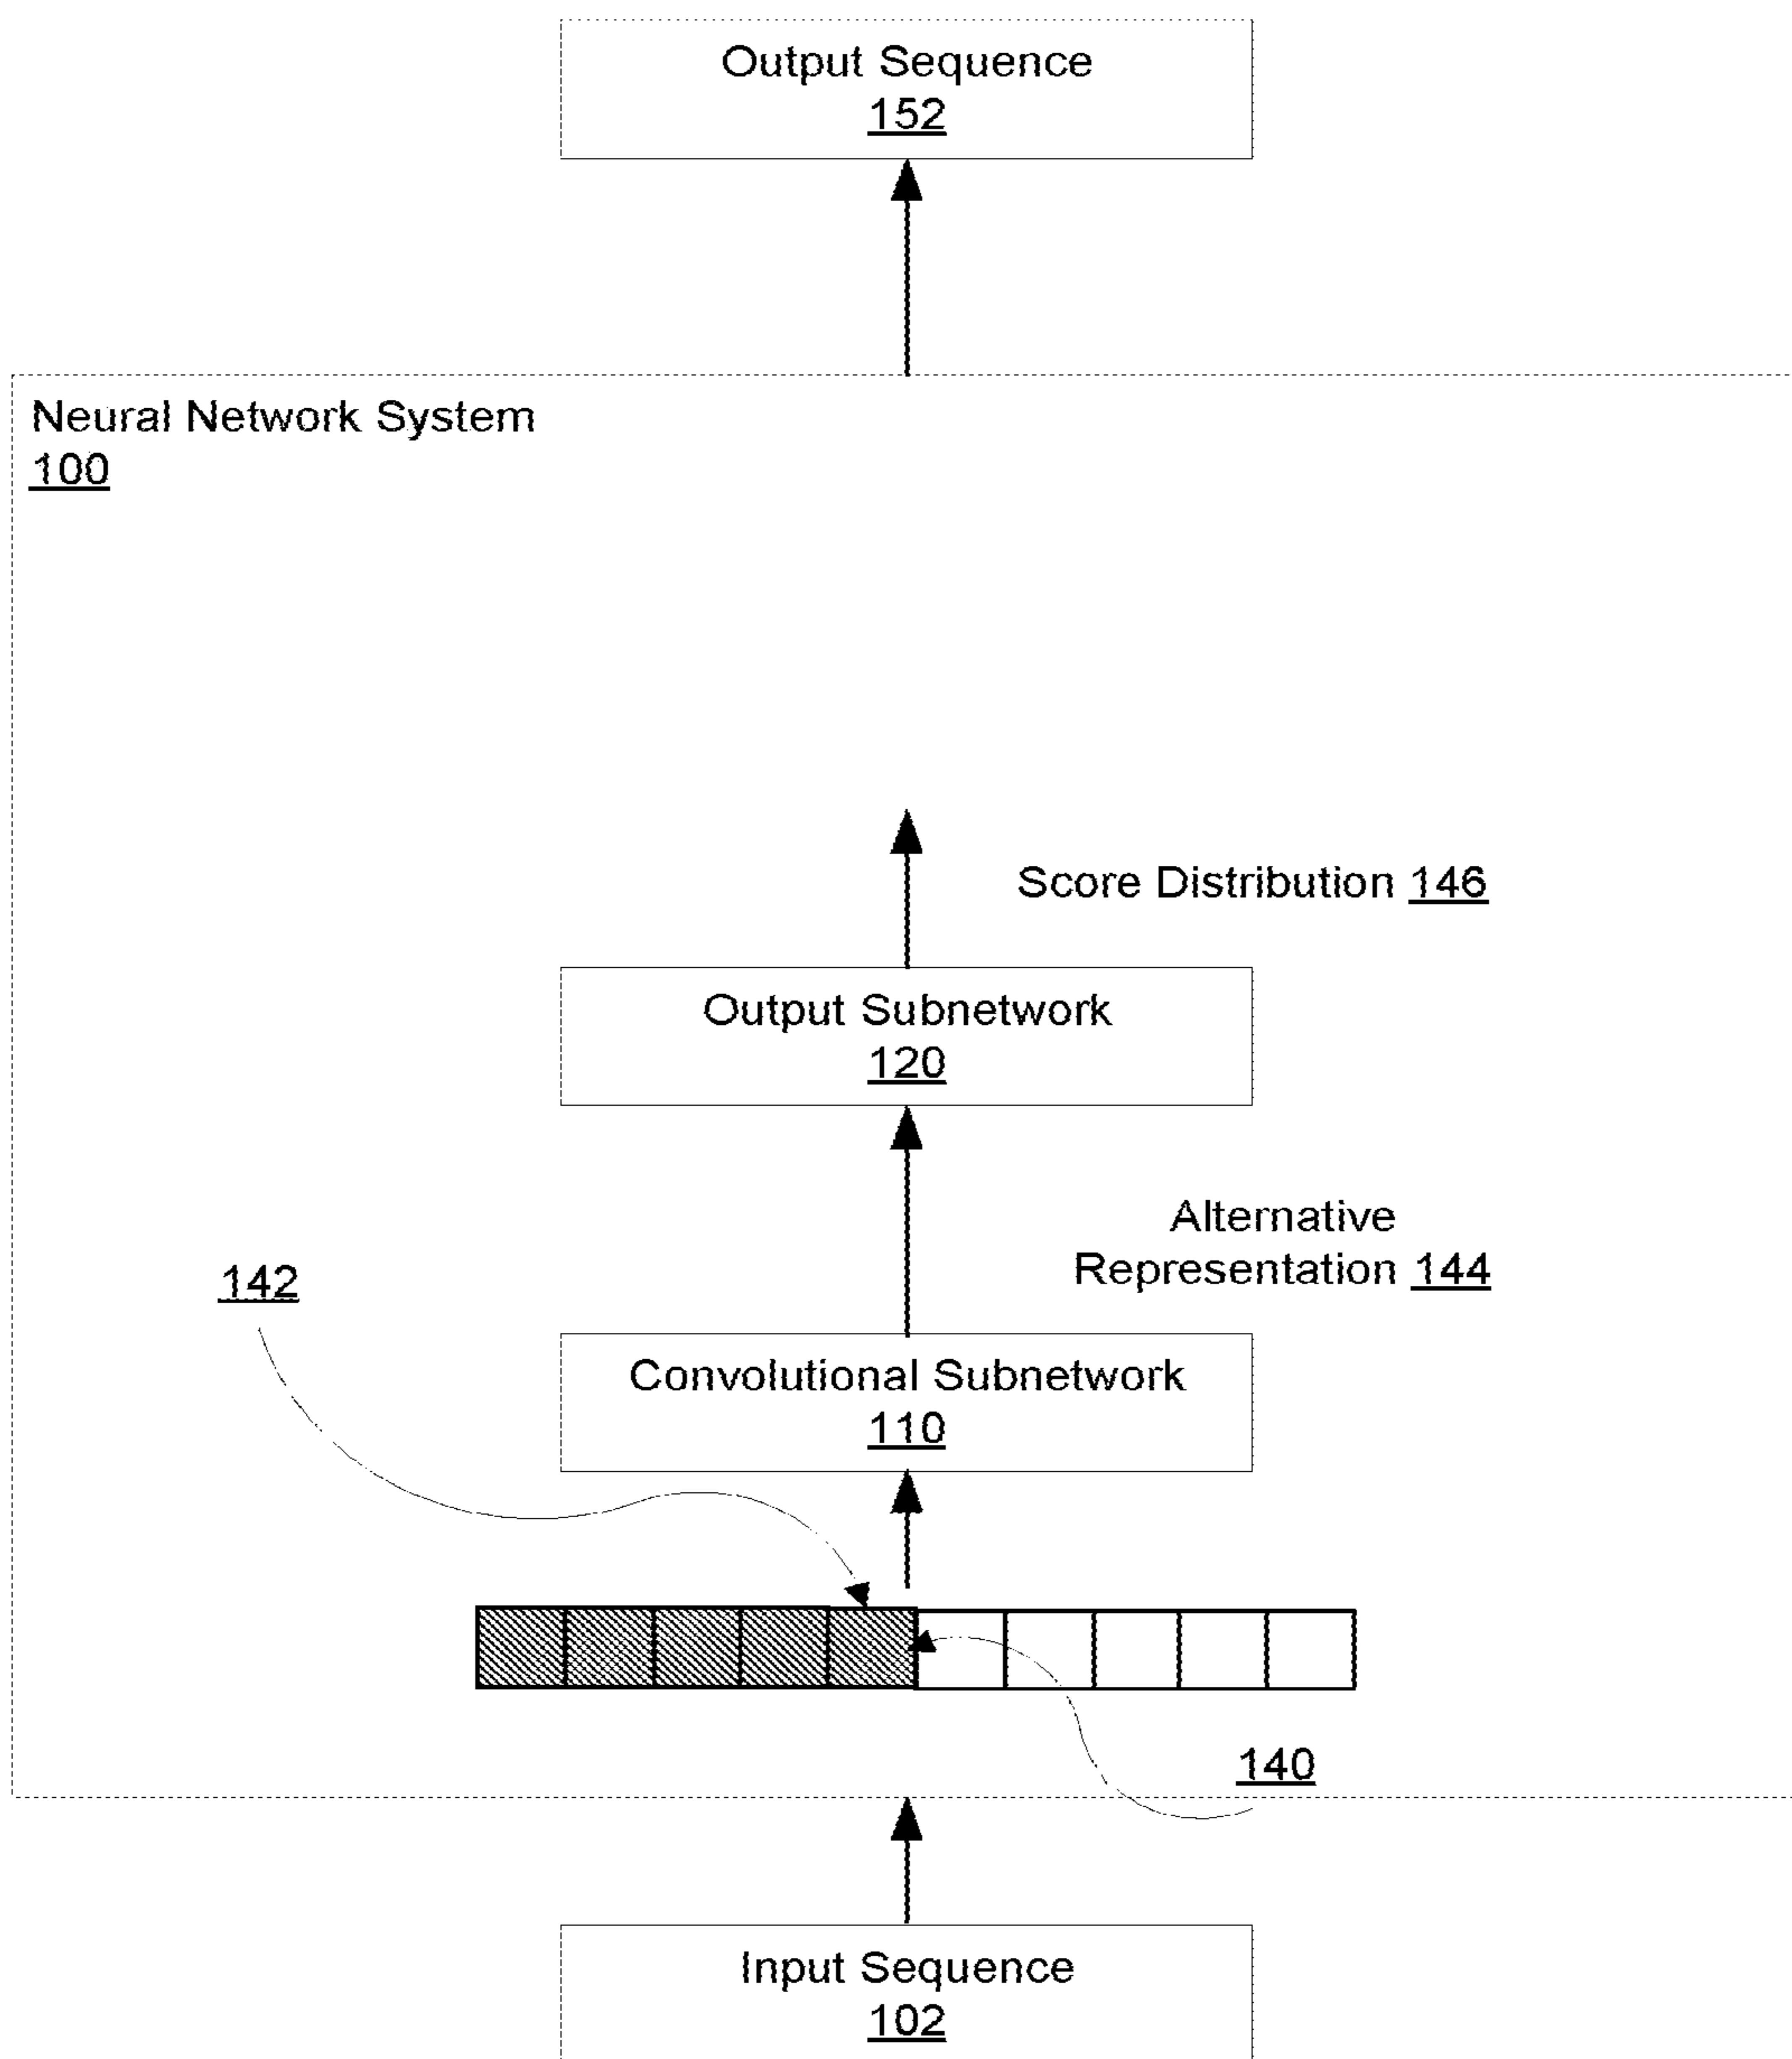 Output Sequence
152
Neural Network System
100
Score Distribution 146
Output Subnetwork
120
Alternative
Representation 144
142
Convolutional Subnetwork
110
140
Input Sequence
102